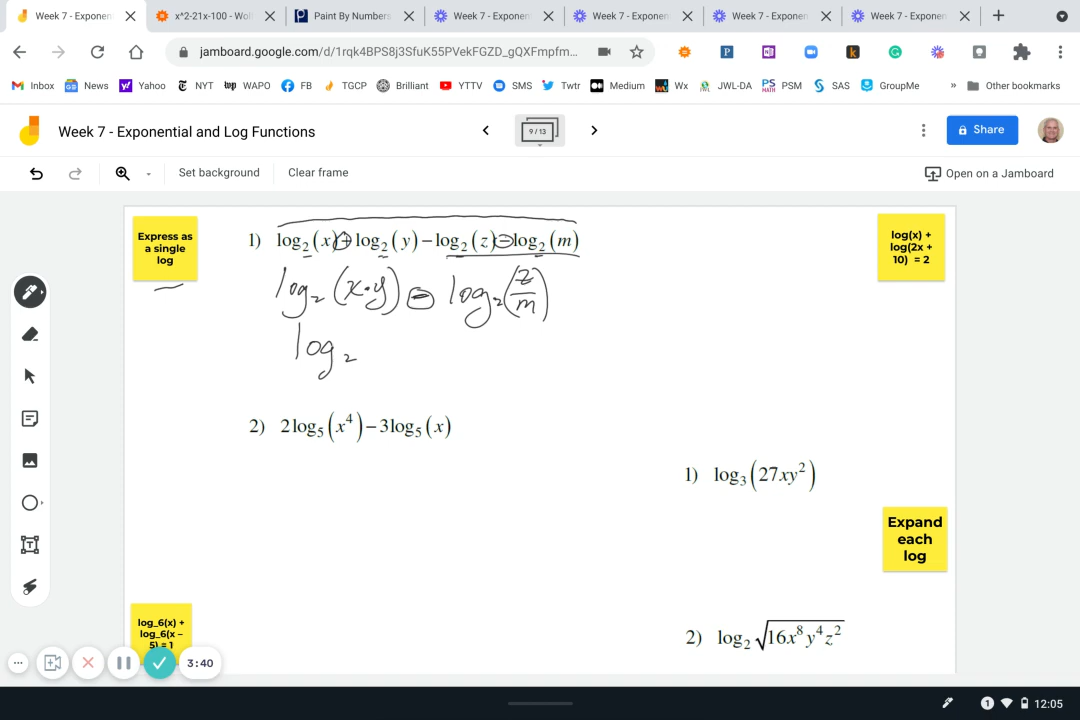 Week 7 - Exponen
x^2-21x-100 - Wol
Paint By Numbers
Week 7 - Exponen
Week 7 - Exponen
Week 7 - Exponen
Week 7 - Exponen
jamboard.google.com/d/1rqk4BPS8j3SfuK55PVekFGZD_gQXFmpfm...
Inbox News Yahoo NYT WAPO FB TGCP Brilliant YTTV SMS Twtr Medium Wx JWL-DA PSM SAS GroupMe » Other bookmarks
Week 7 - Exponential and Log Functions
9 / 13
Share
Set background
Clear frame
Open on a Jamboard
Express as
a single
log
1) log₂(x)+log₂(y)−log₂(z)−log₂(m)
log₂(x·y) − log₂(z/m)
log₂
log(x) +
log(2x +
10) = 2
2) 2log₅(x⁴)−3log₅(x)
1) log₃(27xy²)
Expand
each
log
log_6(x) +
log_6(x –
5) = 1
2) log₂√16x⁸y⁴z²
3:40
1
12:05